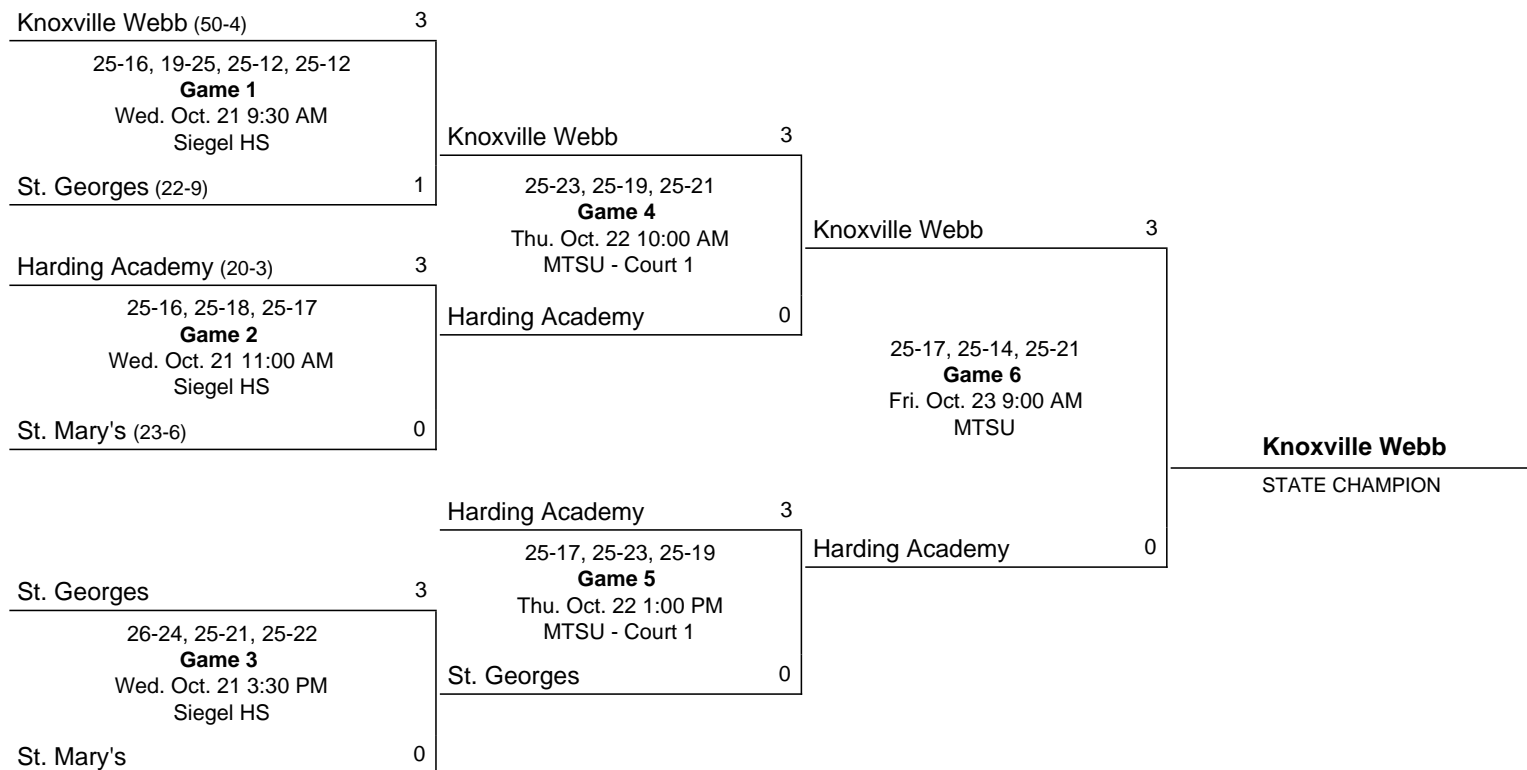 Knoxville Webb (50-4) 3
25-16, 19-25, 25-12, 25-12
Game 1
Wed. Oct. 21 9:30 AM
Siegel HS
St. Georges (22-9) 1
Harding Academy (20-3) 3
25-16, 25-18, 25-17
Game 2
Wed. Oct. 21 11:00 AM
Siegel HS
St. Mary's (23-6) 0
St. Georges 3
26-24, 25-21, 25-22
Game 3
Wed. Oct. 21 3:30 PM
Siegel HS
St. Mary's 0
Knoxville Webb 3
25-23, 25-19, 25-21
Game 4
Thu. Oct. 22 10:00 AM
MTSU - Court 1
Harding Academy 0
Harding Academy 3
25-17, 25-23, 25-19
Game 5
Thu. Oct. 22 1:00 PM
MTSU - Court 1
St. Georges 0
Knoxville Webb 3
25-17, 25-14, 25-21
Game 6
Fri. Oct. 23 9:00 AM
MTSU
Harding Academy 0
Knoxville Webb
STATE CHAMPION